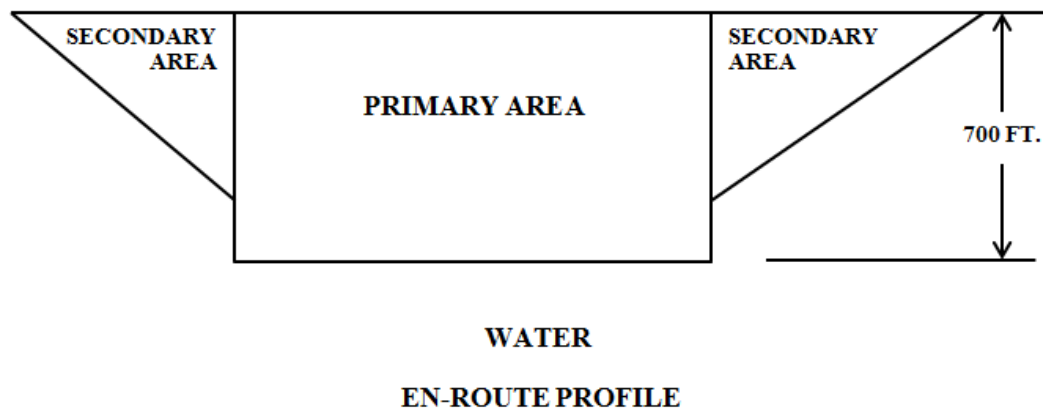 SECONDARY
AREA
SECONDARY
AREA
PRIMARY AREA
700 FT.
WATER
EN-ROUTE PROFILE